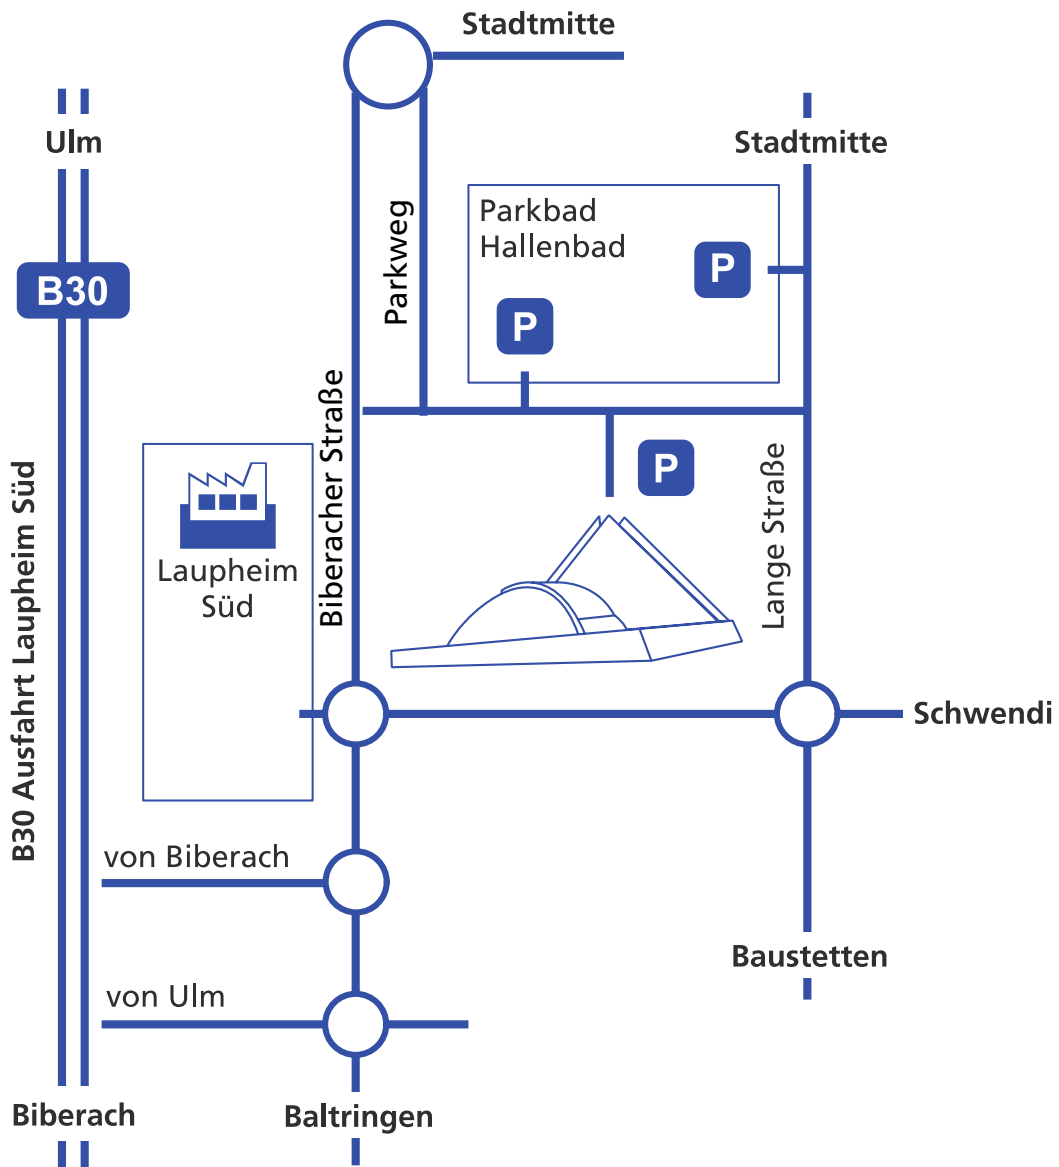 Stadtmitte
Ulm
Stadtmitte
Parkweg
Parkbad
Hallenbad
P
B30
P
Biberacher Straße
P
Lange Straße
B30 Ausfahrt Laupheim Süd
Laupheim
Süd
Schwendi
von Biberach
Baustetten
von Ulm
Biberach
Baltringen